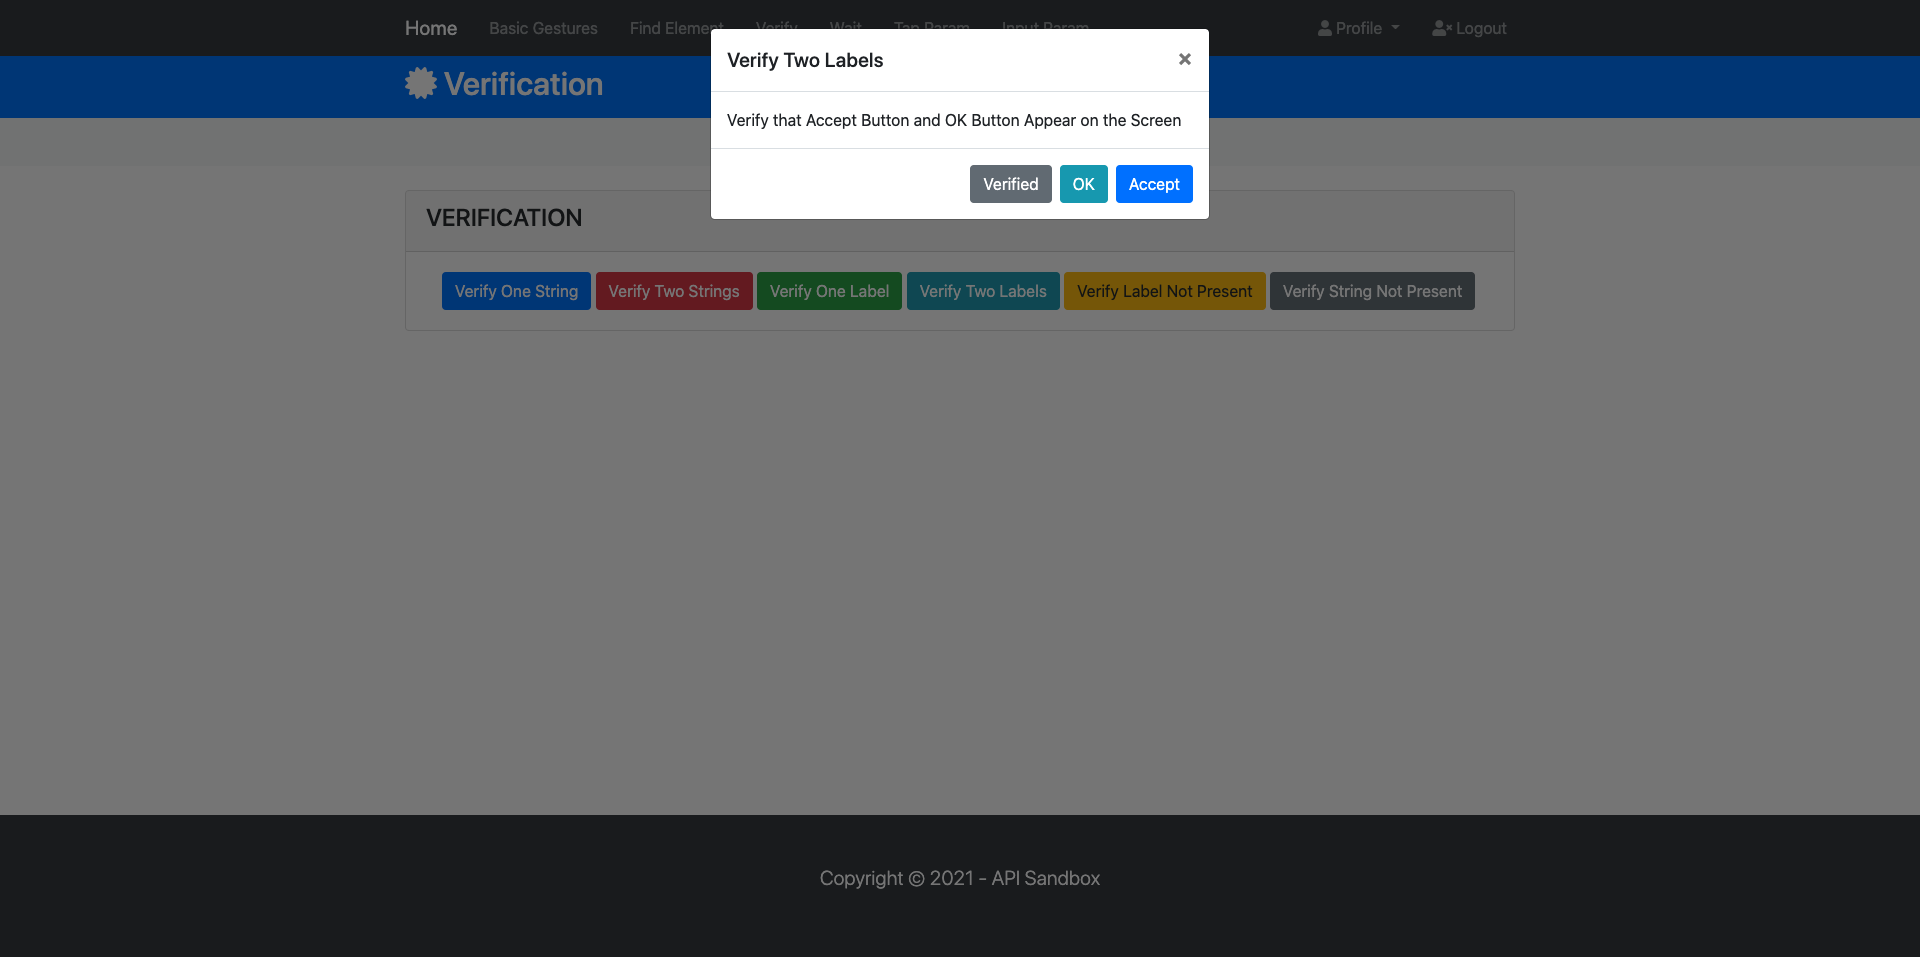 Home Basic Gestures Find Element Verify Wait Tap Param Input Param Profile Logout
Verify Two Labels ×
Verification
Verify that Accept Button and OK Button Appear on the Screen
Verified OK Accept
VERIFICATION
Verify One String Verify Two Strings Verify One Label Verify Two Labels Verify Label Not Present Verify String Not Present
Copyright © 2021 - API Sandbox